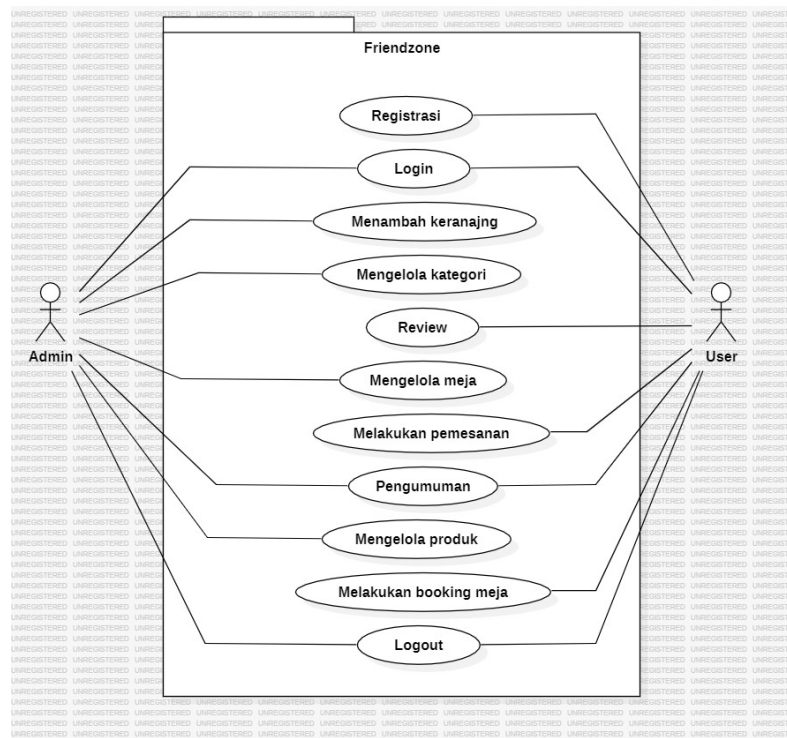 UNREGISTERED
Friendzone
Registrasi
Login
Menambah keranajng
Mengelola kategori
Review
Admin
User
Mengelola meja
Melakukan pemesanan
Pengumuman
Mengelola produk
Melakukan booking meja
Logout